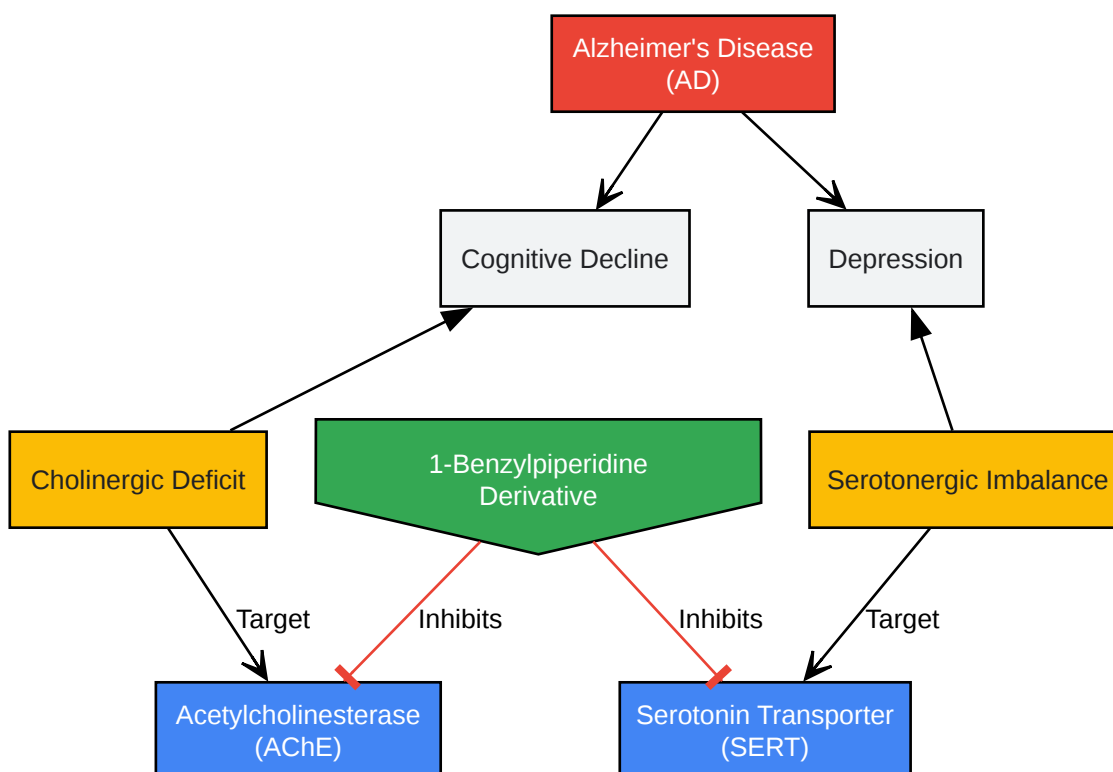 Alzheimer's Disease
(AD)
Cognitive Decline
Depression
Cholinergic Deficit
1-Benzylpiperidine
Derivative
Serotonergic Imbalance
Target
Inhibits
Inhibits
Target
Acetylcholinesterase
(AChE)
Serotonin Transporter
(SERT)